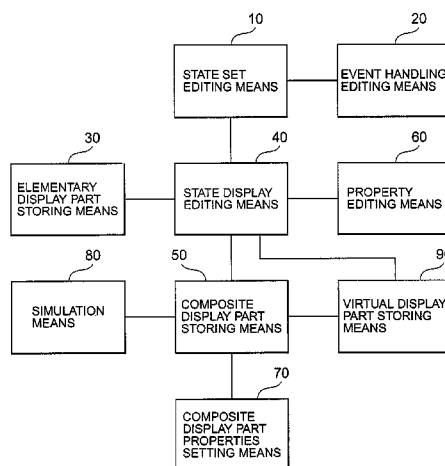 10
20
STATE SET
EDITING MEANS
EVENT HANDLING
EDITING MEANS
30
40
60
ELEMENTARY
DISPLAY PART
STORING MEANS
STATE DISPLAY
EDITING MEANS
PROPERTY
EDITING MEANS
80
50
90
SIMULATION
MEANS
COMPOSITE
DISPLAY PART
STORING MEANS
VIRTUAL DISPLAY
PART STORING
MEANS
70
COMPOSITE
DISPLAY PART
PROPERTIES
SETTING MEANS